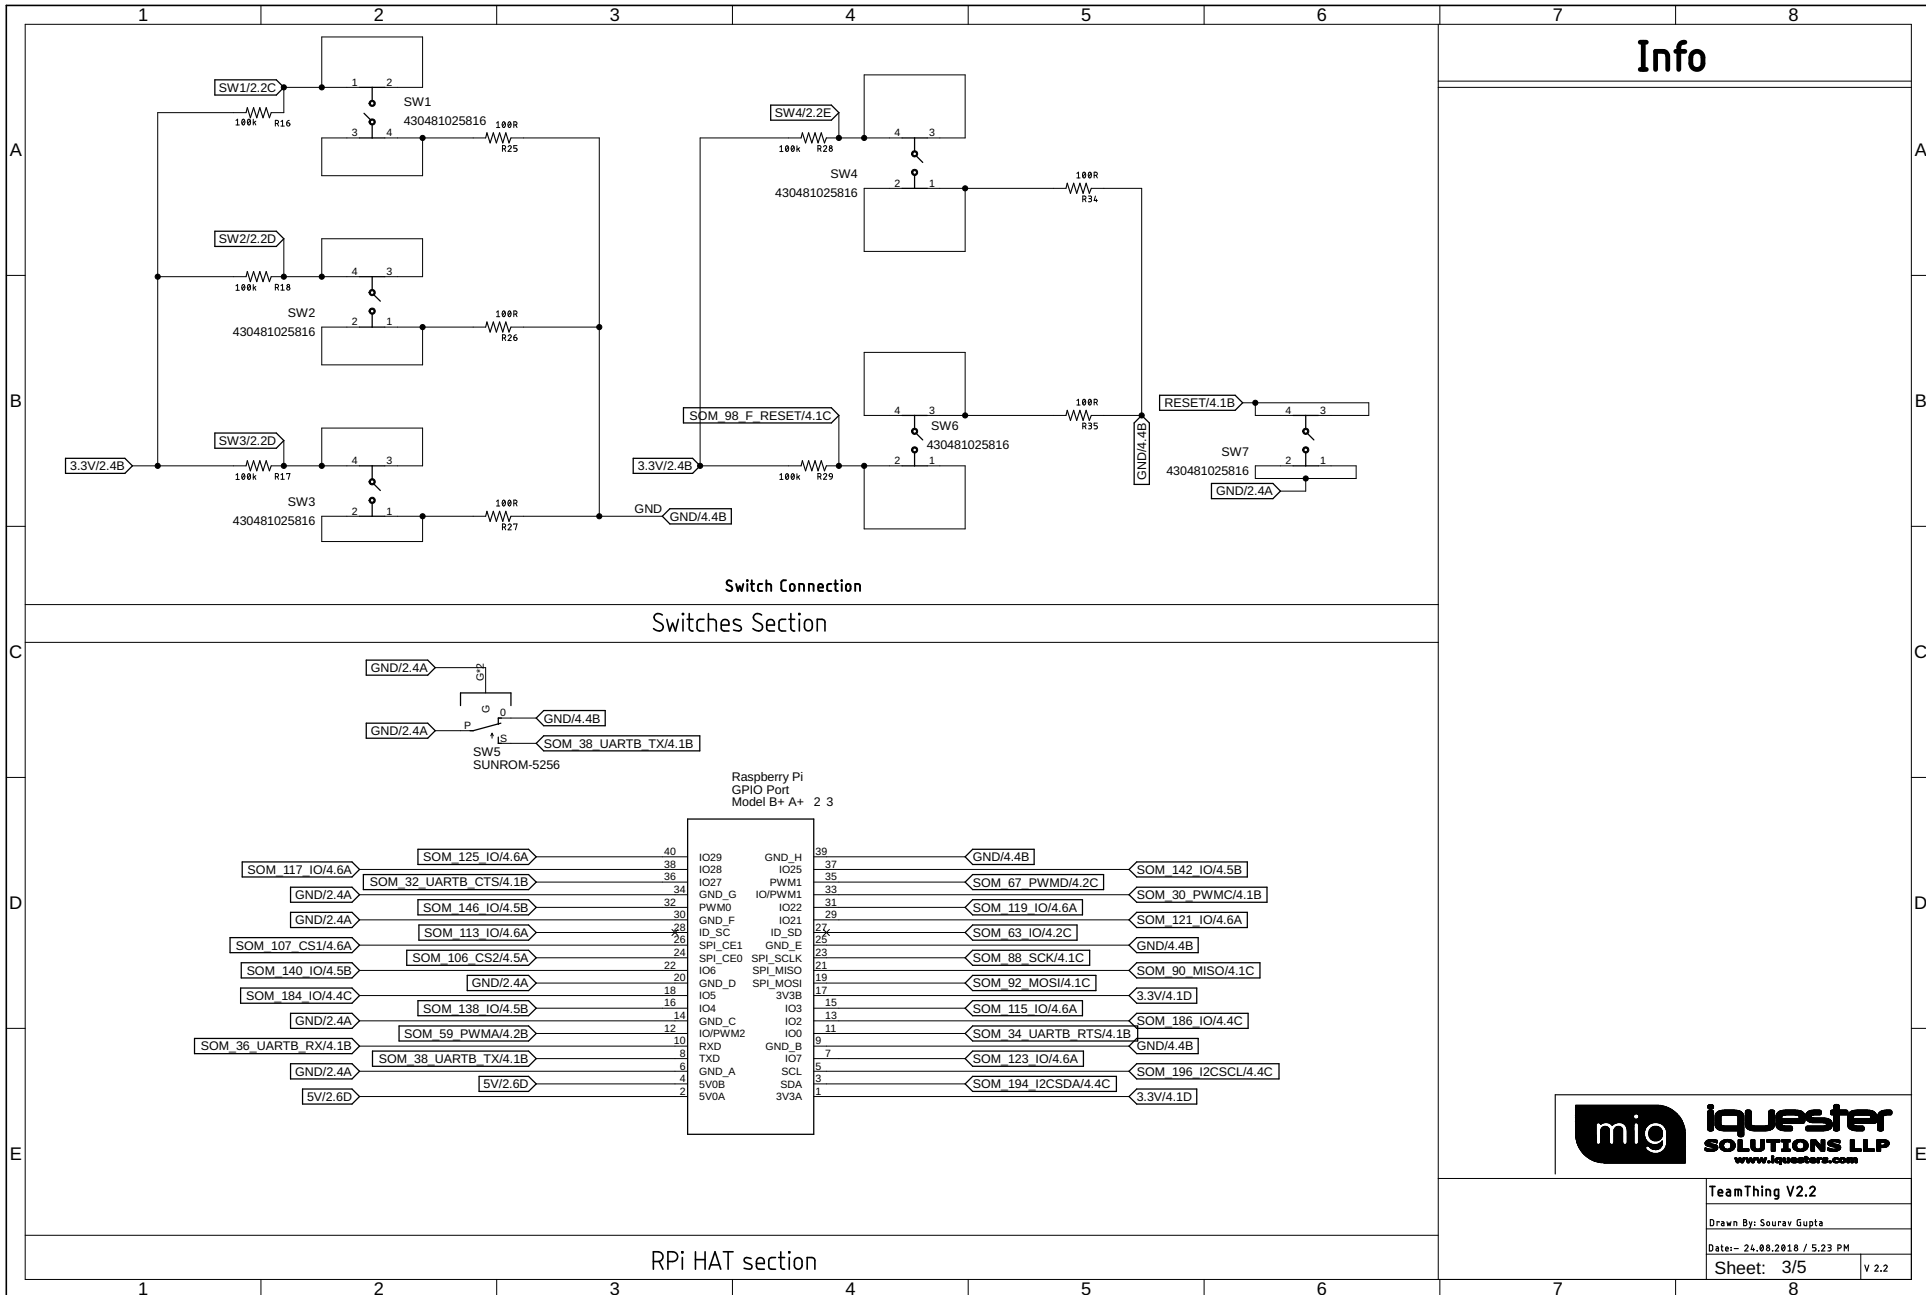 1 2 3 4 5 6 7 8
Info
A
B
C
D
E
A
B
C
E
SW1/2.2C
100k R16
1 2
3 4
SW1
430481025816
100R
R25
SW2/2.2D
100k R18
4 3
2 1
SW2
430481025816
100R
R26
SW3/2.2D
3.3V/2.4B
100k R17
4 3
2 1
SW3
430481025816
100R
R27
GND
GND/4.4B
SW4/2.2E
100k R28
4 3
2 1
SW4
430481025816
100R
R34
SOM_98_F_RESET/4.1C
3.3V/2.4B
100k R29
4 3
2 1
SW6
430481025816
100R
R35
GND/4.4B
RESET/4.1B
4 3
2 1
SW7
430481025816
GND/2.4A
Switch Connection
Switches Section
GND/2.4A
G*2
G
O
P
S
GND/2.4A
GND/4.4B
SOM_38_UARTB_TX/4.1B
SW5
SUNROM-5256
Raspberry Pi
GPIO Port
Model B+ A+ 2 3
SOM_125_IO/4.6A 40 IO29 GND_H 39 GND/4.4B
SOM_117_IO/4.6A 38 IO28 IO25 37 SOM_142_IO/4.5B
SOM_32_UARTB_CTS/4.1B 36 IO27 PWM1 35 SOM_67_PWMD/4.2C
GND/2.4A 34 GND_G IO/PWM1 33 SOM_30_PWMC/4.1B
SOM_146_IO/4.5B 32 PWM0 IO22 31 SOM_119_IO/4.6A
GND/2.4A 30 GND_F IO21 29 SOM_121_IO/4.6A
SOM_113_IO/4.6A 28 ID_SC ID_SD 27 SOM_63_IO/4.2C
SOM_107_CS1/4.6A 26 SPI_CE1 GND_E 25 GND/4.4B
SOM_106_CS2/4.5A 24 SPI_CE0 SPI_SCLK 23 SOM_88_SCK/4.1C
SOM_140_IO/4.5B 22 IO6 SPI_MISO 21 SOM_90_MISO/4.1C
GND/2.4A 20 GND_D SPI_MOSI 19 SOM_92_MOSI/4.1C
SOM_184_IO/4.4C 18 IO5 3V3B 17 3.3V/4.1D
SOM_138_IO/4.5B 16 IO4 IO3 15 SOM_115_IO/4.6A
GND/2.4A 14 GND_C IO2 13 SOM_186_IO/4.4C
SOM_59_PWMA/4.2B 12 IO/PWM2 IO0 11 SOM_34_UARTB_RTS/4.1B
SOM_36_UARTB_RX/4.1B 10 RXD GND_B 9 GND/4.4B
SOM_38_UARTB_TX/4.1B 8 TXD IO7 7 SOM_123_IO/4.6A
GND/2.4A 6 GND_A SCL 5 SOM_196_I2CSCL/4.4C
5V/2.6D 4 5V0B SDA 3 SOM_194_I2CSDA/4.4C
5V/2.6D 2 5V0A 3V3A 1 3.3V/4.1D
RPi HAT section
mig
iquester
SOLUTIONS LLP
www.iquesters.com
TeamThing V2.2
Drawn By: Sourav Gupta
Date:- 24.08.2018 / 5.23 PM
Sheet: 3/5
V 2.2
1 2 3 4 5 6 7 8